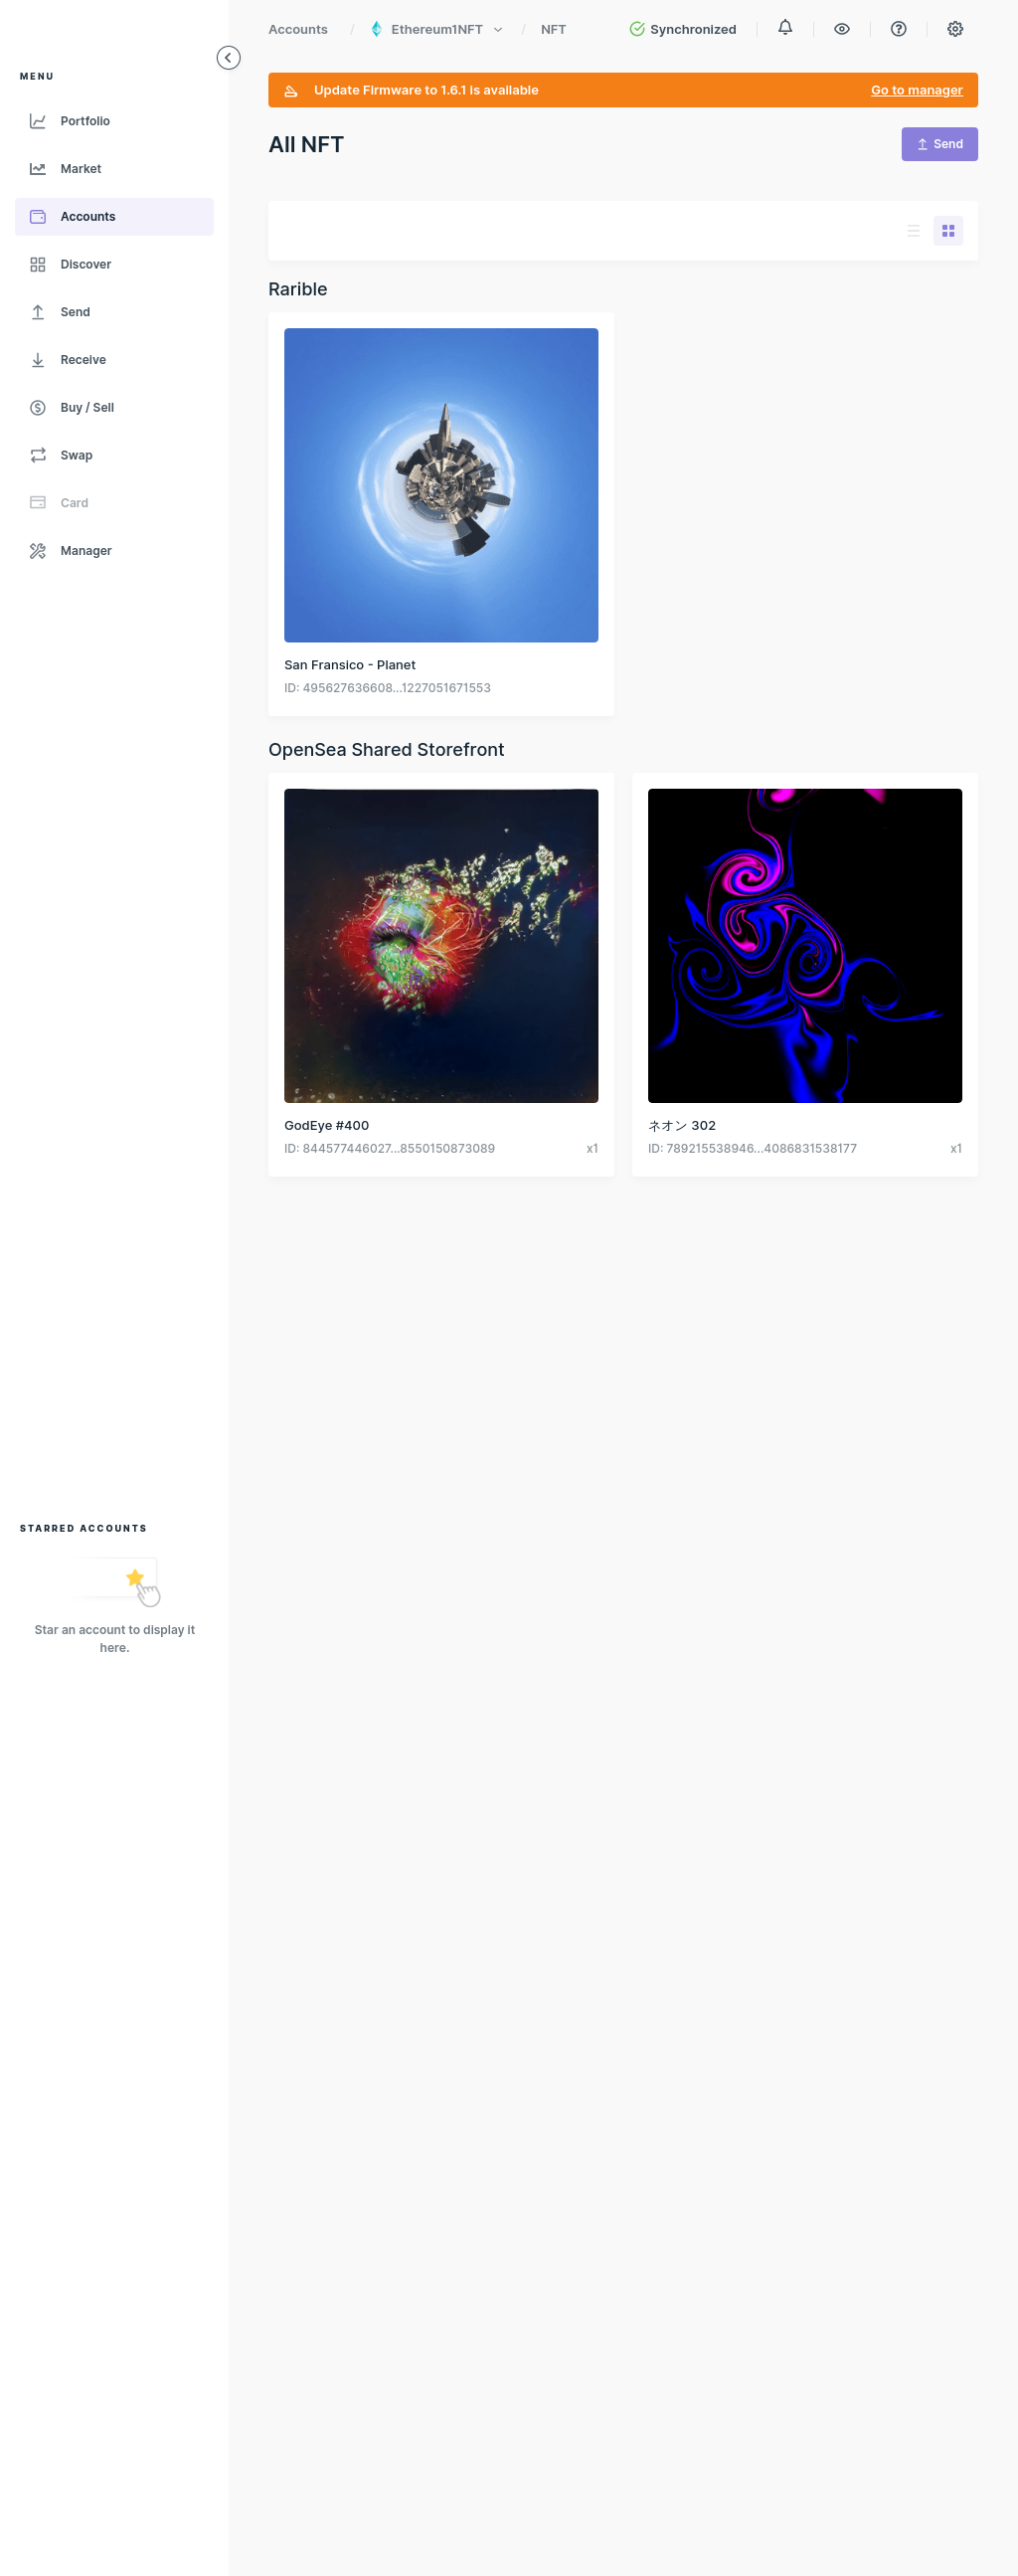 Accounts / Ethereum1NFT / NFT
Synchronized
MENU
Portfolio
Market
Accounts
Discover
Send
Receive
Buy / Sell
Swap
Card
Manager
STARRED ACCOUNTS
Star an account to display it
here.
Update Firmware to 1.6.1 is available
Go to manager
All NFT
Send
Rarible
San Fransico - Planet
ID: 495627636608...1227051671553
OpenSea Shared Storefront
GodEye #400
ID: 844577446027...8550150873089 x1
ネオン 302
ID: 789215538946...4086831538177 x1